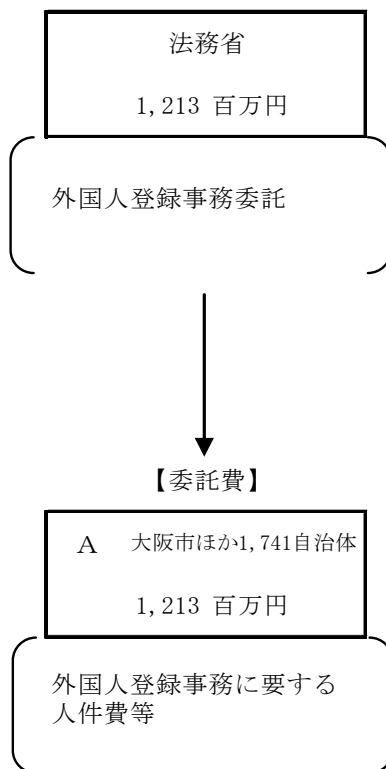 法務省
1,213 百万円
外国人登録事務委託
【委託費】
A 大阪市ほか1,741自治体
1,213 百万円
外国人登録事務に要する
人件費等